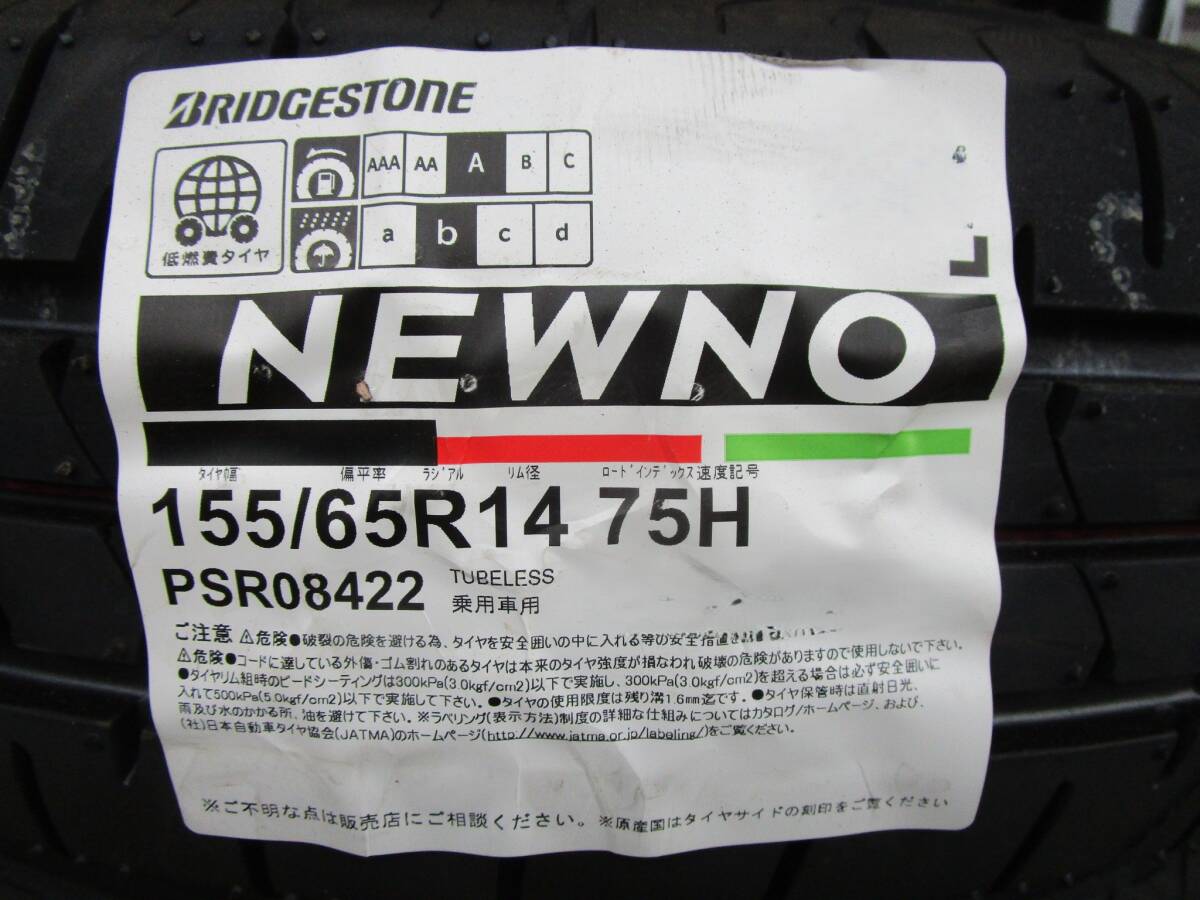 BRIDGESTONE
低燃費タイヤ
AAA AA A B C
a b c d
NEWNO
タイヤ幅 偏平率 ラジアル リム径 ロードインデックス 速度記号
155/65R14 75H
PSR08422 TUBELESS
乗用車用
ご注意 ⚠危険●破裂の危険を避ける為、タイヤを安全囲いの中に入れる等の安全措置を
⚠危険●コードに達している外傷・ゴム割れのあるタイヤは本来のタイヤ強度が損なわれ破壊の危険がありますので使用しないで下さい。
●タイヤリム組時のビードシーティングは300kPa(3.0kgf/cm2)以下で実施し、300kPa(3.0kgf/cm2)を超える場合は必ず安全囲いに
入れて500kPa(5.0kgf/cm2)以下で実施して下さい。●タイヤの使用限度は残り溝1.6mm迄です。●タイヤ保管時は直射日光、
雨及び水のかかる所、油を避けて下さい。※ラベリング(表示方法)制度の詳細な仕組みについてはカタログ/ホームページ、および、
(社)日本自動車タイヤ協会(JATMA)のホームページ(http://www.jatma.or.jp/labeling/)をご覧ください。
※ご不明な点は販売店にご相談ください。※原産国はタイヤサイドの刻印をご覧ください